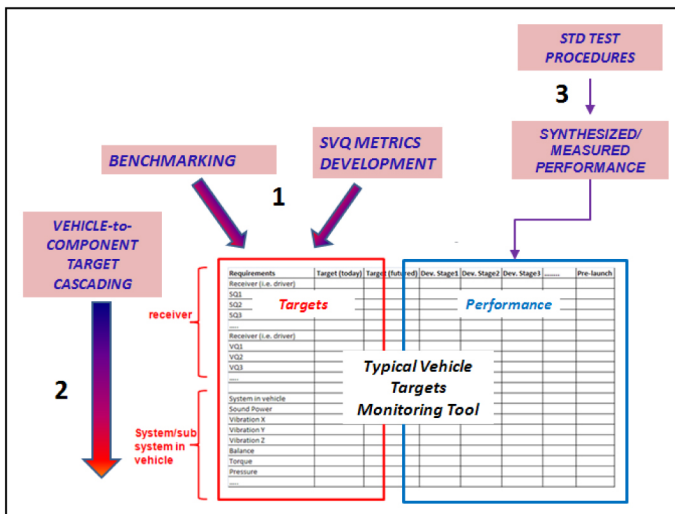 STD TEST
PROCEDURES
3
SYNTHESIZED/
MEASURED
PERFORMANCE
BENCHMARKING
SVQ METRICS
DEVELOPMENT
1
VEHICLE-to-
COMPONENT
TARGET
CASCADING
2
receiver
System/sub
system in
vehicle
Requirements Target (today) Target (futured) Dev. Stage1 Dev. Stage2 Dev. Stage3 ........ Pre-launch
Receiver (i.e. driver)
SQ1
SQ2
SQ3
.....
Targets
Performance
Receiver (i.e. driver)
VQ1
VQ2
VQ3
.....
Typical Vehicle
Targets
Monitoring Tool
System in vehicle
Sound Power
Vibration X
Vibration Y
Vibration Z
Balance
Torque
Pressure
.....